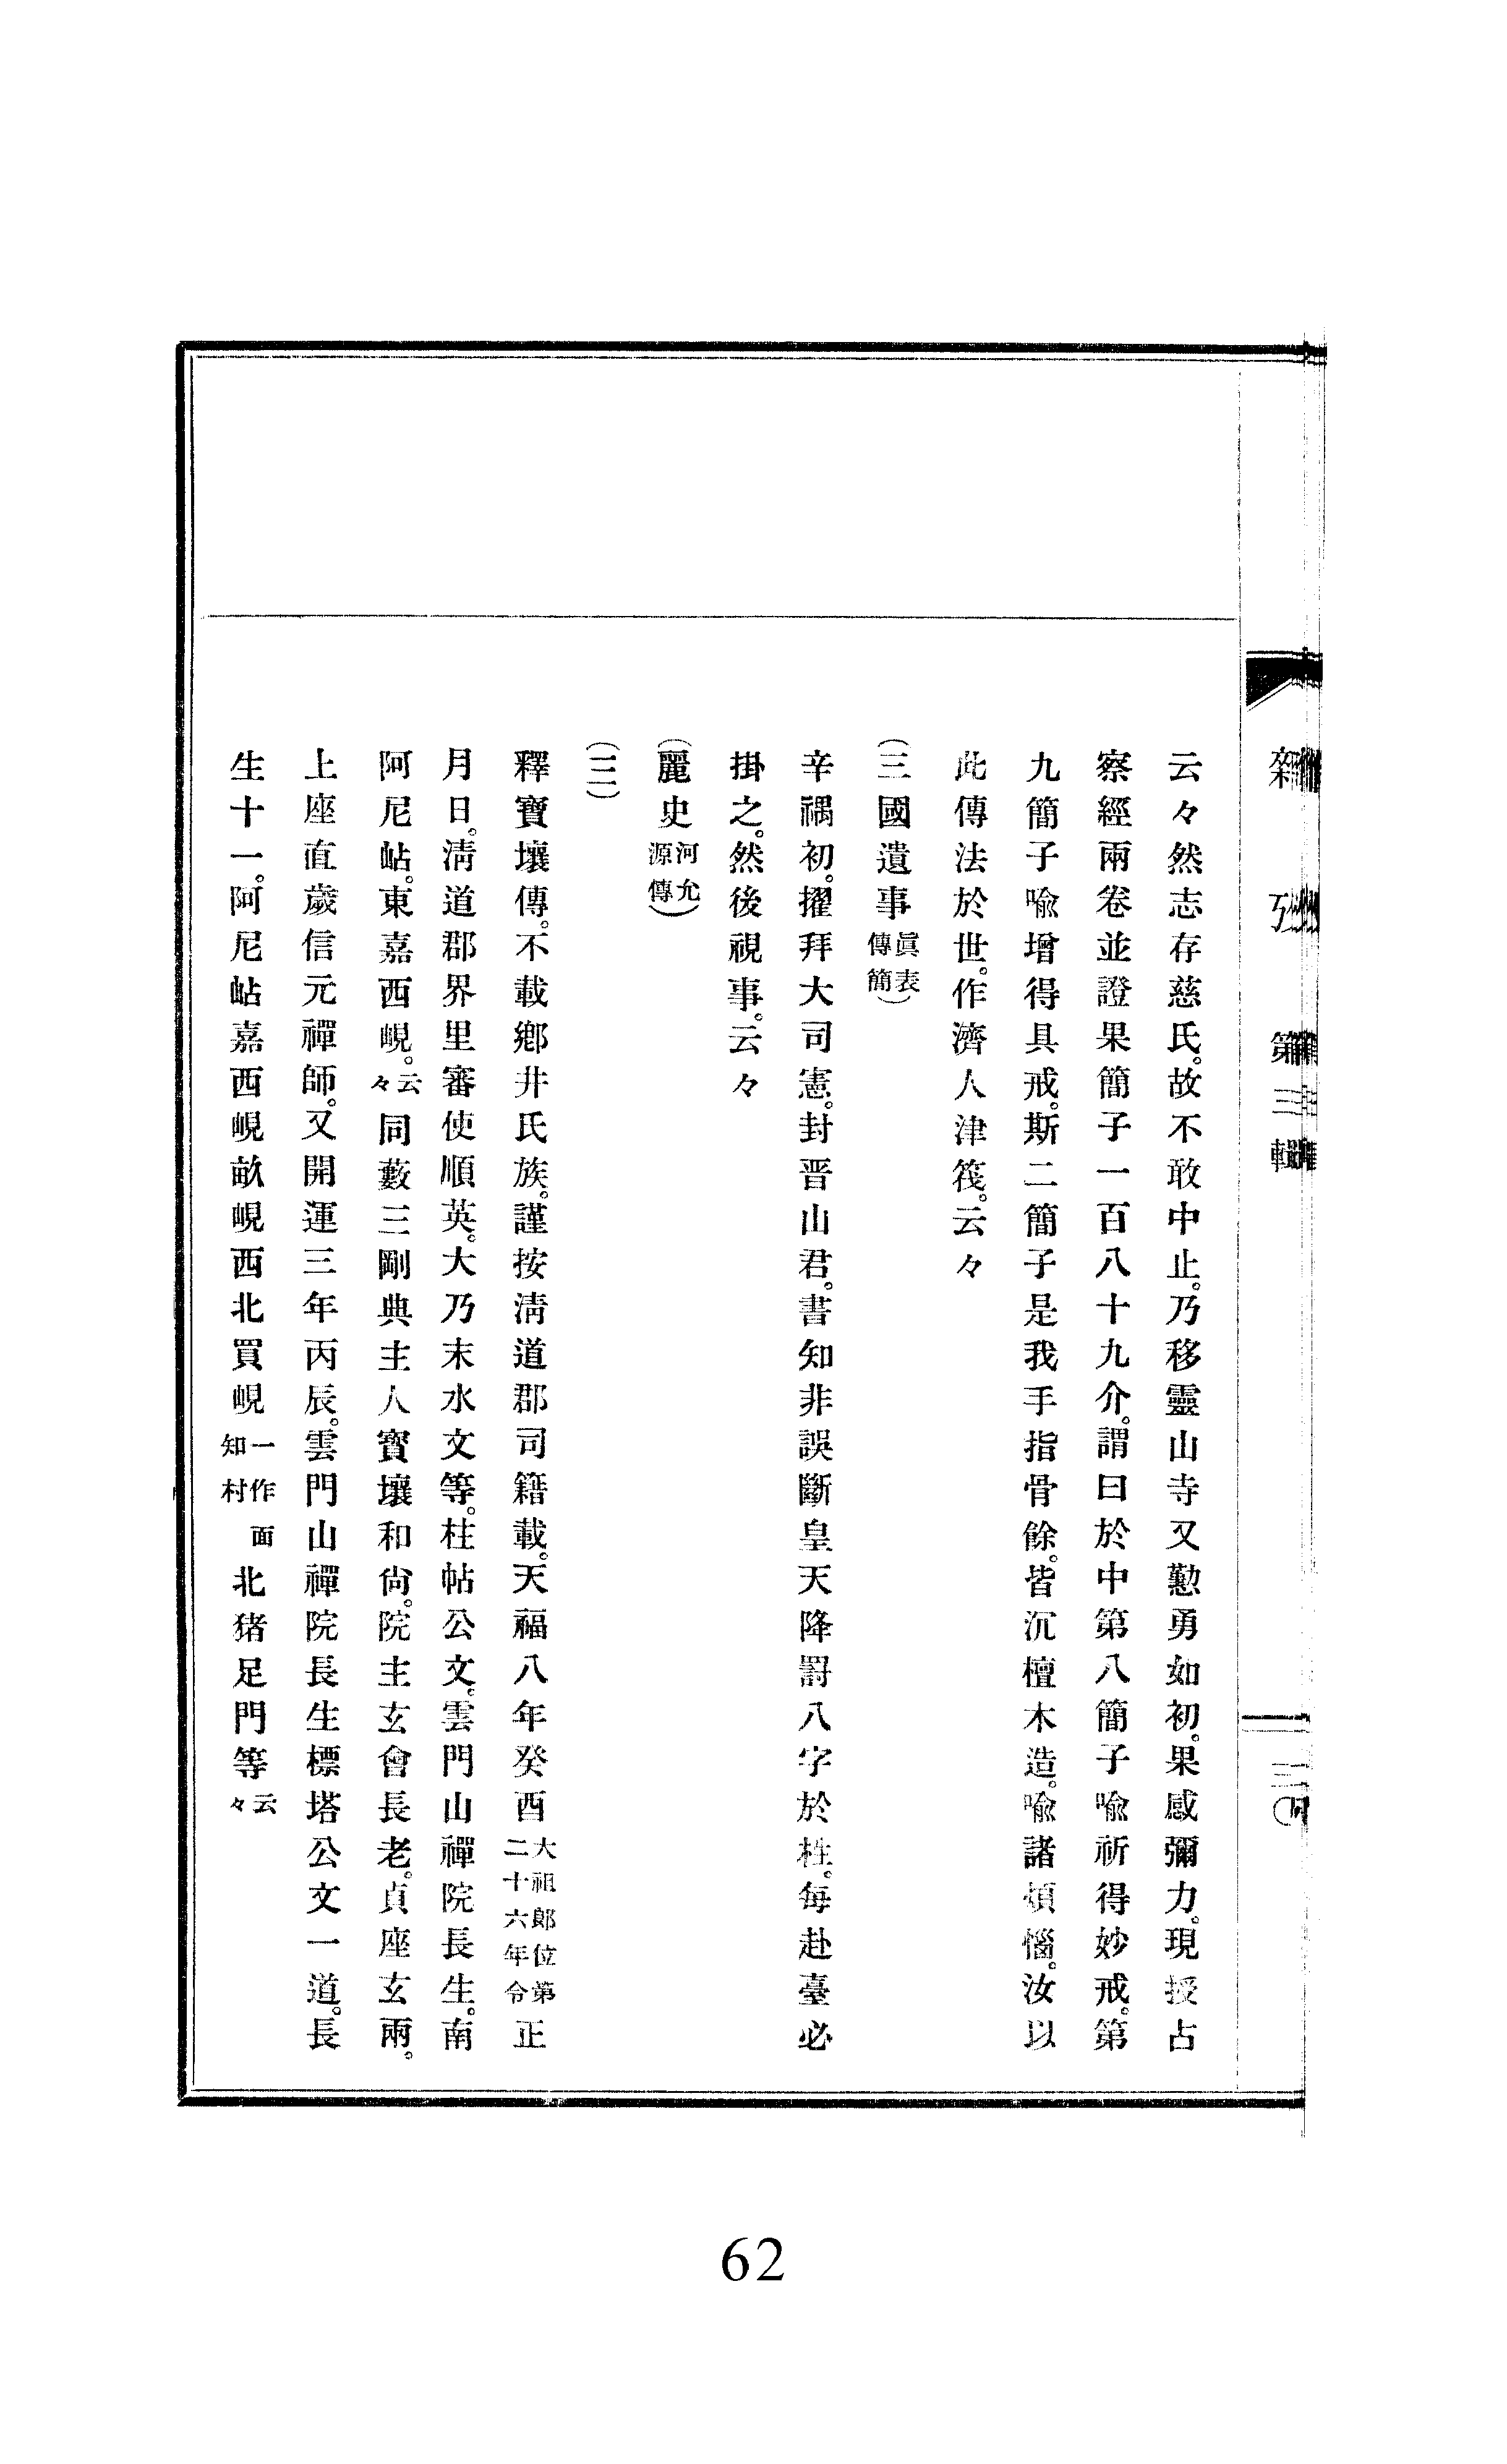 云々然志存慈氏。故不敢中止。乃移靈山寺又懃勇如初。果感彌力。現授占
察經兩卷並證果簡子一百八十九介。謂曰於中第八簡子喩新得妙戒。第
九簡子喩增得具戒。斯二簡子是我手指骨餘。皆沉檀木造。喩諸煩惱。汝以
此傳法於世。作濟人津筏。云々
(三國遺事眞表傳簡)
辛禑初。擢拜大司憲。封晋山君。書知非誤斷皇天降罰八字於柱。每赴臺必
掛之。然後視事。云々
(麗史河允源傳)
(三)
釋寶壤傳。不載鄕井氏族。謹按清道郡司籍載。天福八年癸酉大祖郞位第二十六年令正
月日。清道郡界里審使順英。大乃末水文等。柱帖公文。雲門山禪院長生。南
阿尼岾。東嘉西峴。云々同藪三剛典主人寶壤和尙。院主玄會長老。貞座玄兩。
上座直歲信元禪師。又開運三年丙辰。雲門山禪院長生標塔公文一道。長
生十一。阿尼岾嘉西峴畝峴西北買峴一作面知村北猪足門等云々
第三輯
三〇
62